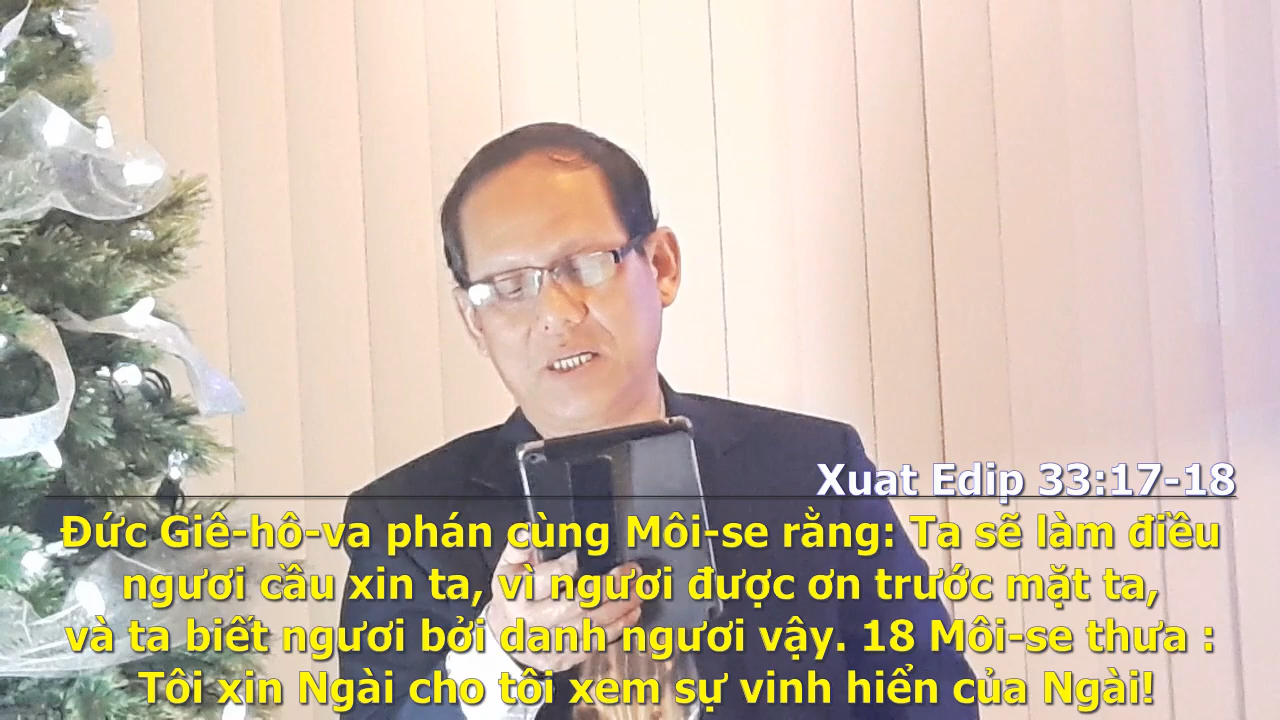 Xuat Edip 33:17-18
Đức Giê-hô-va phán cùng Môi-se rằng: Ta sẽ làm điều
ngươi cầu xin ta, vì ngươi được ơn trước mặt ta,
và ta biết ngươi bởi danh ngươi vậy. 18 Môi-se thưa :
Tôi xin Ngài cho tôi xem sự vinh hiển của Ngài!